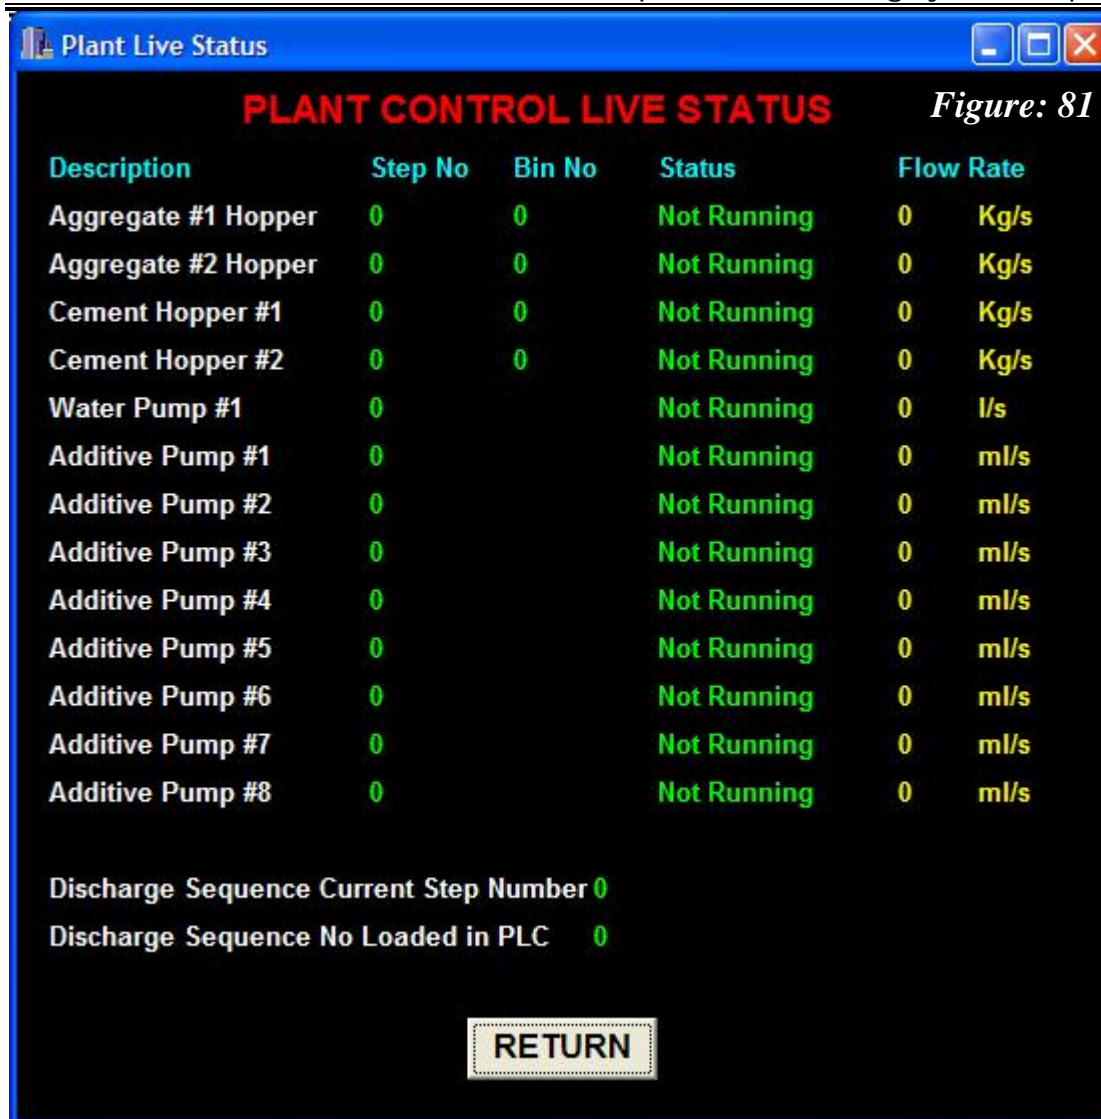 Plant Live Status
PLANT CONTROL LIVE STATUS
Figure: 81
Description Step No Bin No Status Flow Rate
Aggregate #1 Hopper 0 0 Not Running 0 Kg/s
Aggregate #2 Hopper 0 0 Not Running 0 Kg/s
Cement Hopper #1 0 0 Not Running 0 Kg/s
Cement Hopper #2 0 0 Not Running 0 Kg/s
Water Pump #1 0 Not Running 0 l/s
Additive Pump #1 0 Not Running 0 ml/s
Additive Pump #2 0 Not Running 0 ml/s
Additive Pump #3 0 Not Running 0 ml/s
Additive Pump #4 0 Not Running 0 ml/s
Additive Pump #5 0 Not Running 0 ml/s
Additive Pump #6 0 Not Running 0 ml/s
Additive Pump #7 0 Not Running 0 ml/s
Additive Pump #8 0 Not Running 0 ml/s
Discharge Sequence Current Step Number 0
Discharge Sequence No Loaded in PLC 0
RETURN